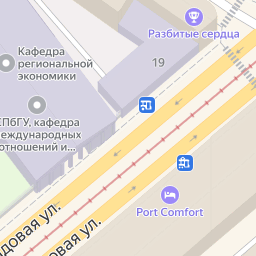 Разбитые сердца
Кафедра
региональной
экономики
19
СПбГУ, кафедра
международных
отношений и...
Port Comfort
довая ул.
довая ул.